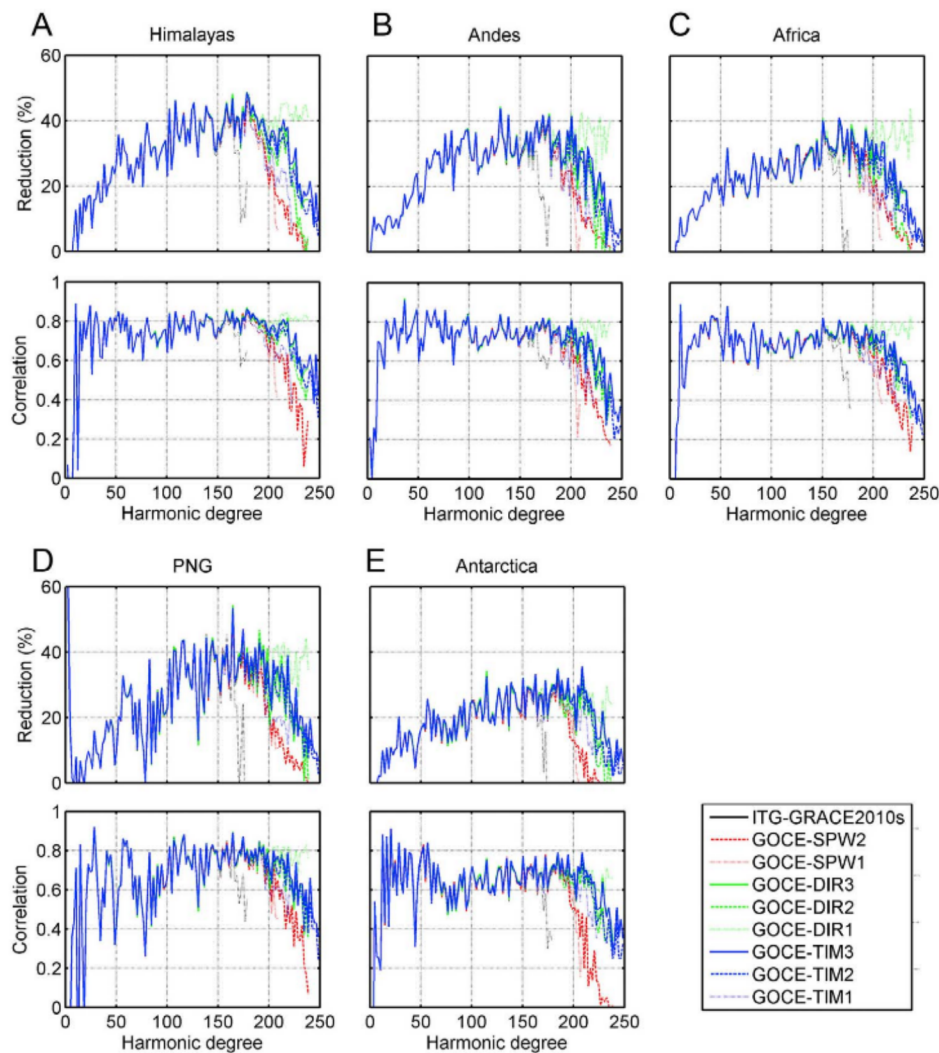 A Himalayas B Andes C Africa
Reduction (%)
60
40
20
0
Correlation
1
0.8
0.6
0.4
0.2
0
0 50 100 150 200 250 0 50 100 150 200 250 0 50 100 150 200 250
Harmonic degree Harmonic degree Harmonic degree
D PNG E Antarctica
Reduction (%)
60
40
20
0
Correlation
1
0.8
0.6
0.4
0.2
0
0 50 100 150 200 250 0 50 100 150 200 250
Harmonic degree Harmonic degree
ITG-GRACE2010s
GOCE-SPW2
GOCE-SPW1
GOCE-DIR3
GOCE-DIR2
GOCE-DIR1
GOCE-TIM3
GOCE-TIM2
GOCE-TIM1